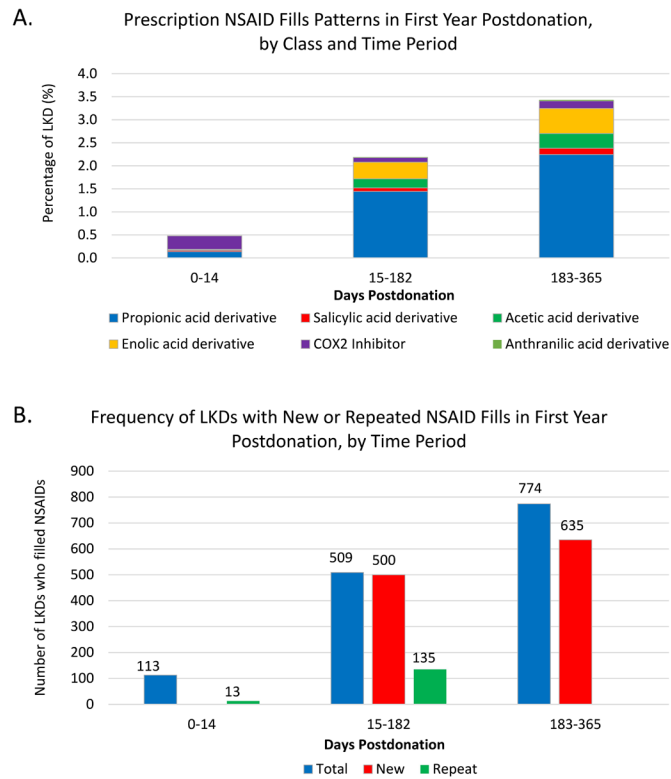 A.
Prescription NSAID Fills Patterns in First Year Postdonation,
by Class and Time Period
Percentage of LKD (%)
4.0
3.5
3.0
2.5
2.0
1.5
1.0
0.5
0.0
0-14 15-182 183-365
Days Postdonation
Propionic acid derivative Salicylic acid derivative Acetic acid derivative
Enolic acid derivative COX2 Inhibitor Anthranilic acid derivative
B.
Frequency of LKDs with New or Repeated NSAID Fills in First Year
Postdonation, by Time Period
Number of LKDs who filled NSAIDs
900
800
700
600
500
400
300
200
100
0
113 13 509 500 135 774 635
0-14 15-182 183-365
Days Postdonation
Total New Repeat